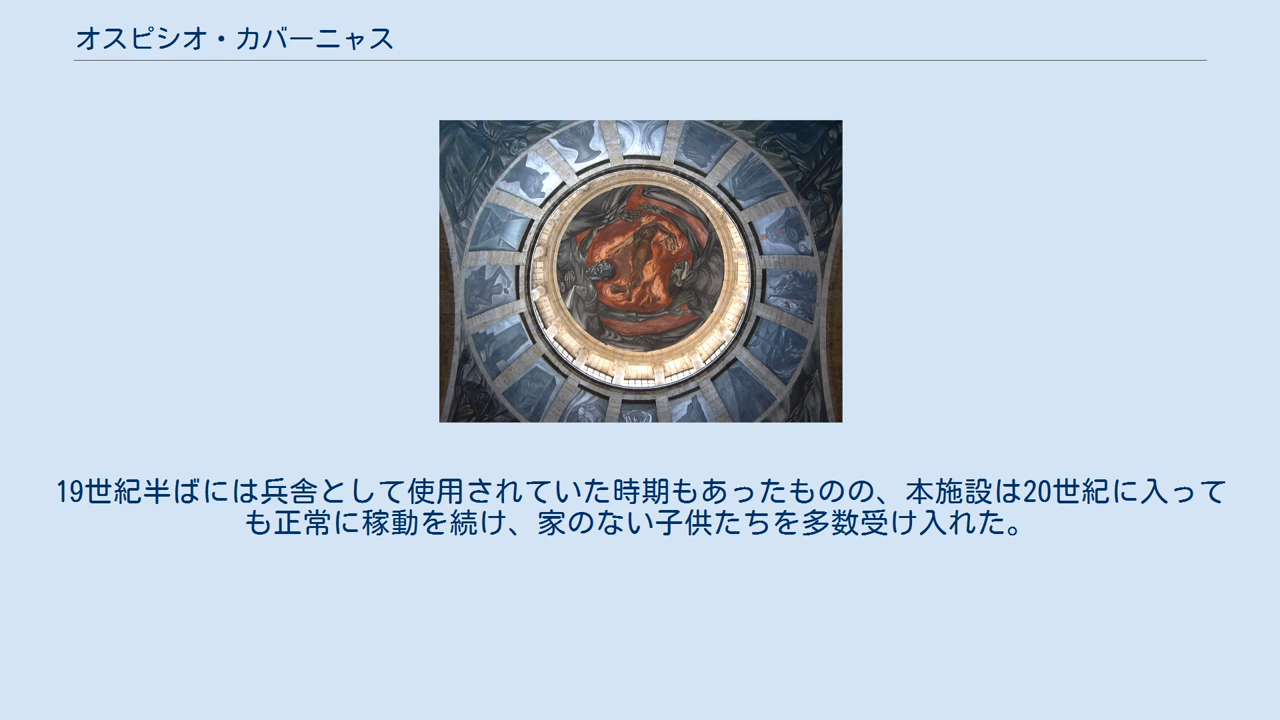 オスピシオ・カバーニャス
19世紀半ばには兵舎として使用されていた時期もあったものの、本施設は20世紀に入って
も正常に稼動を続け、家のない子供たちを多数受け入れた。